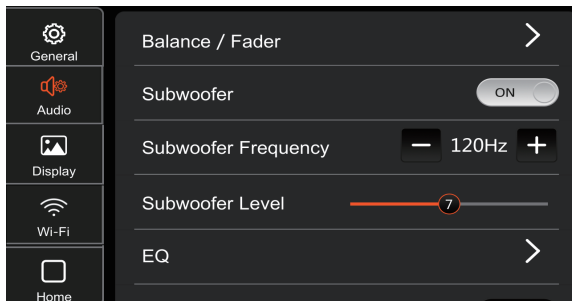 General
Audio
Display
Wi-Fi
Home
Balance / Fader
Subwoofer
ON
Subwoofer Frequency
120Hz
Subwoofer Level
7
EQ